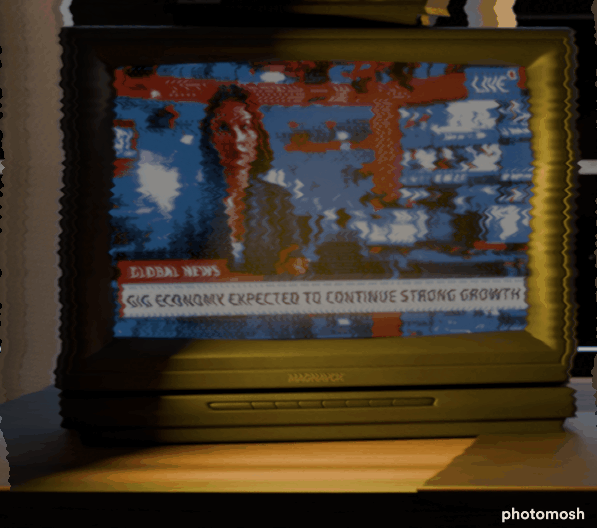 LIVE
GLOBAL NEWS
GIG ECONOMY EXPECTED TO CONTINUE STRONG GROWTH
MAGNAVOX
photomosh